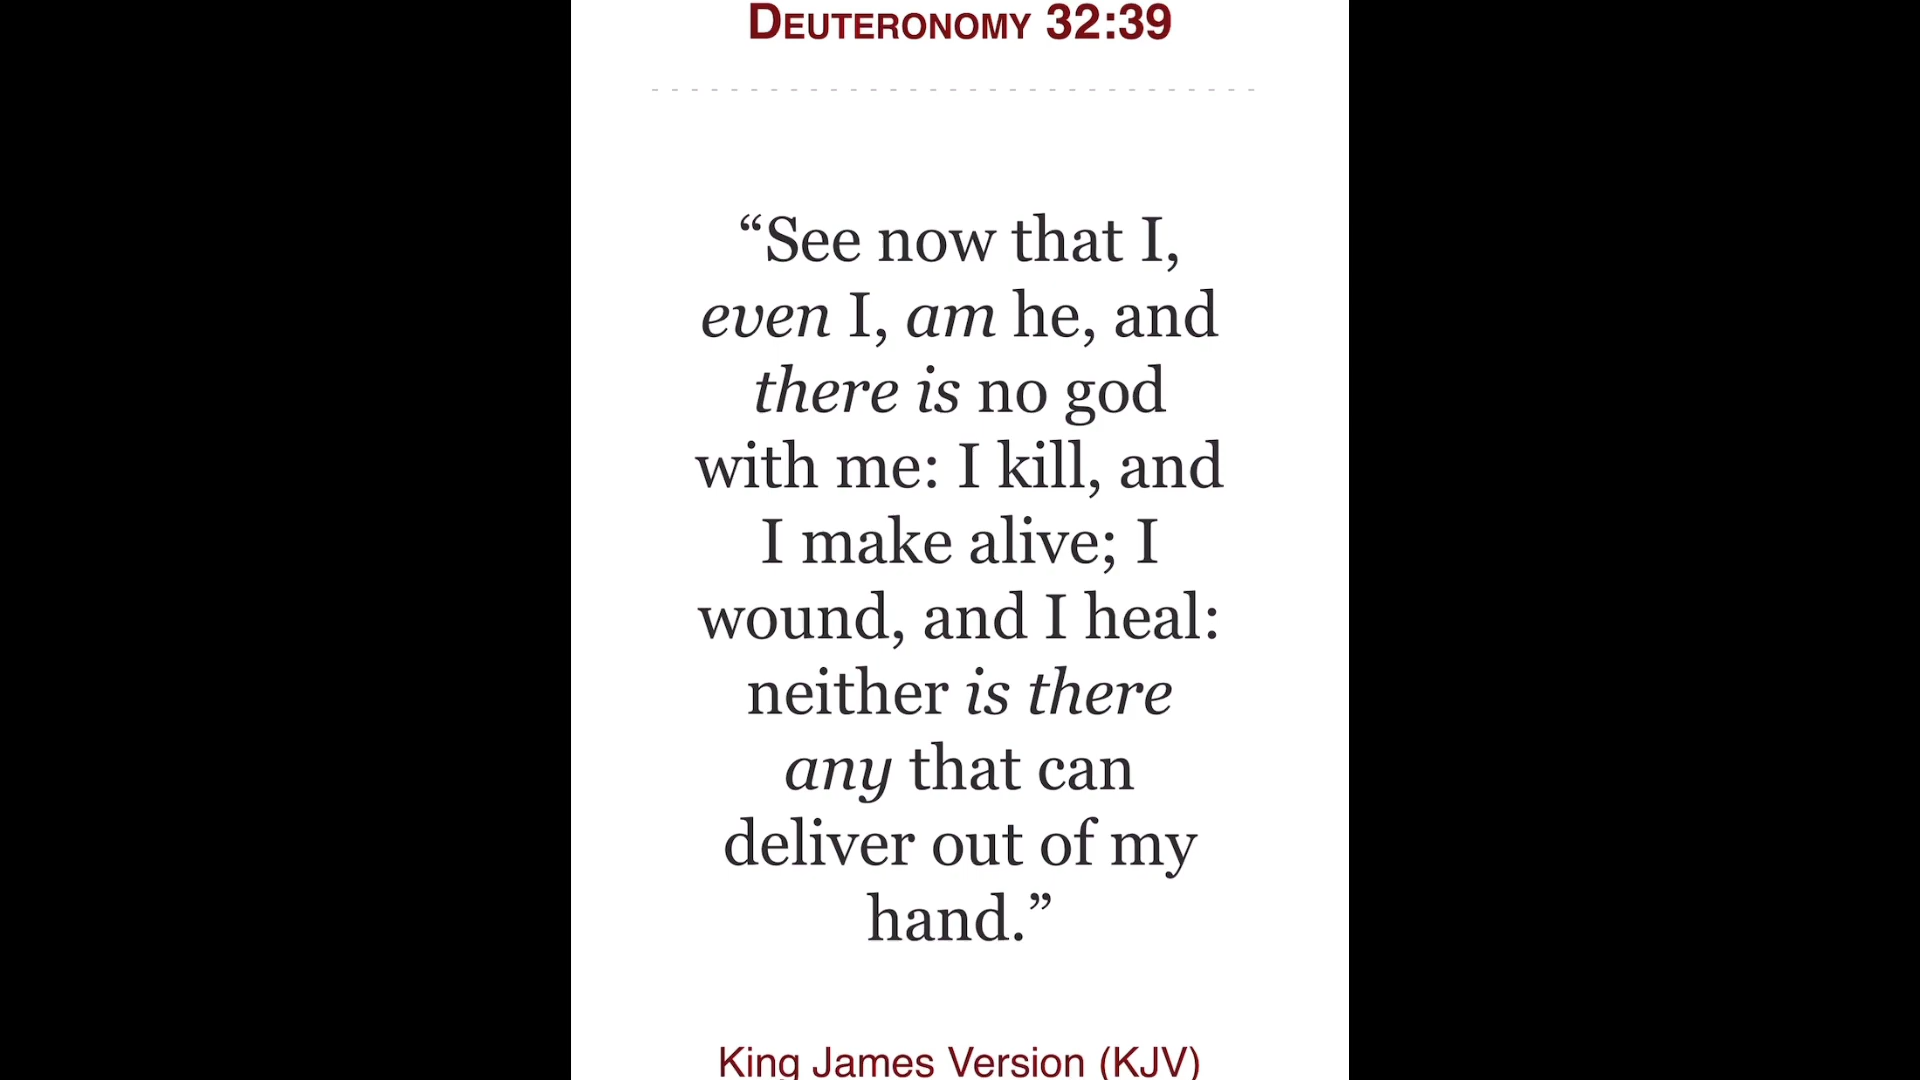 Deuteronomy 32:39
“See now that I,
even I, am he, and
there is no god
with me: I kill, and
I make alive; I
wound, and I heal:
neither is there
any that can
deliver out of my
hand.”
King James Version (KJV)